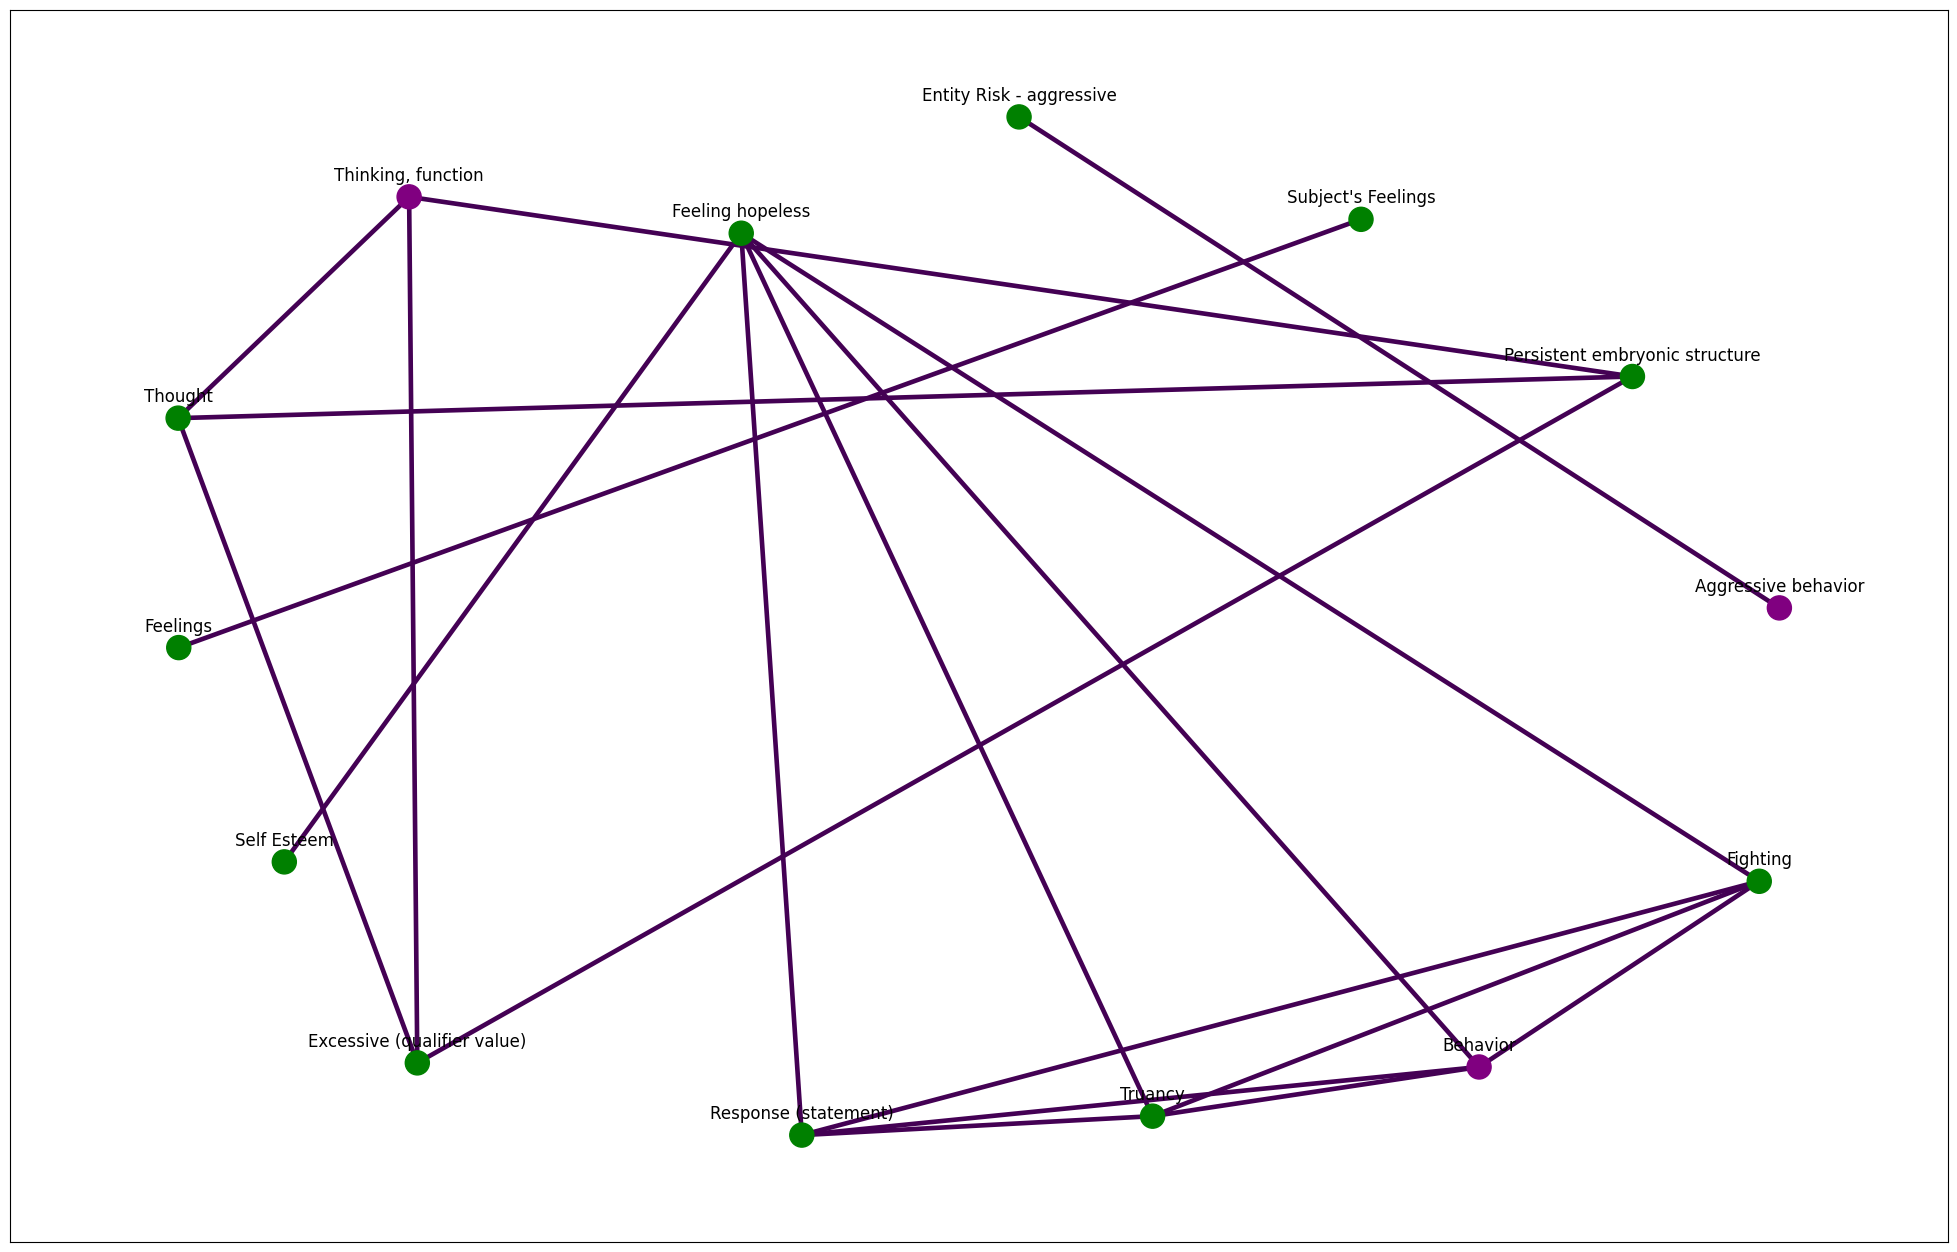 Entity Risk - aggressive
Thinking, function
Subject's Feelings
Feeling hopeless
Persistent embryonic structure
Thought
Aggressive behavior
Feelings
Self Esteem
Fighting
Excessive (qualifier value)
Behavior
Truancy
Response (statement)